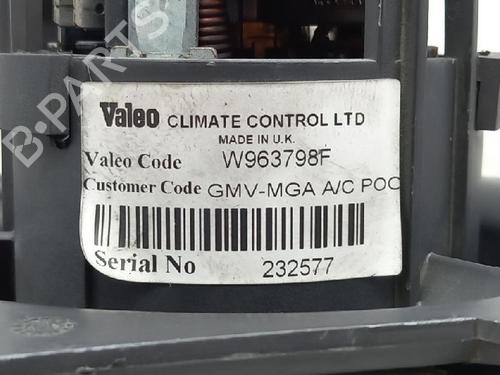 Valeo CLIMATE CONTROL LTD
MADE IN U.K.
Valeo Code W963798F
Customer Code GMV-MGA A/C POC
Serial No 232577
B-PARTS